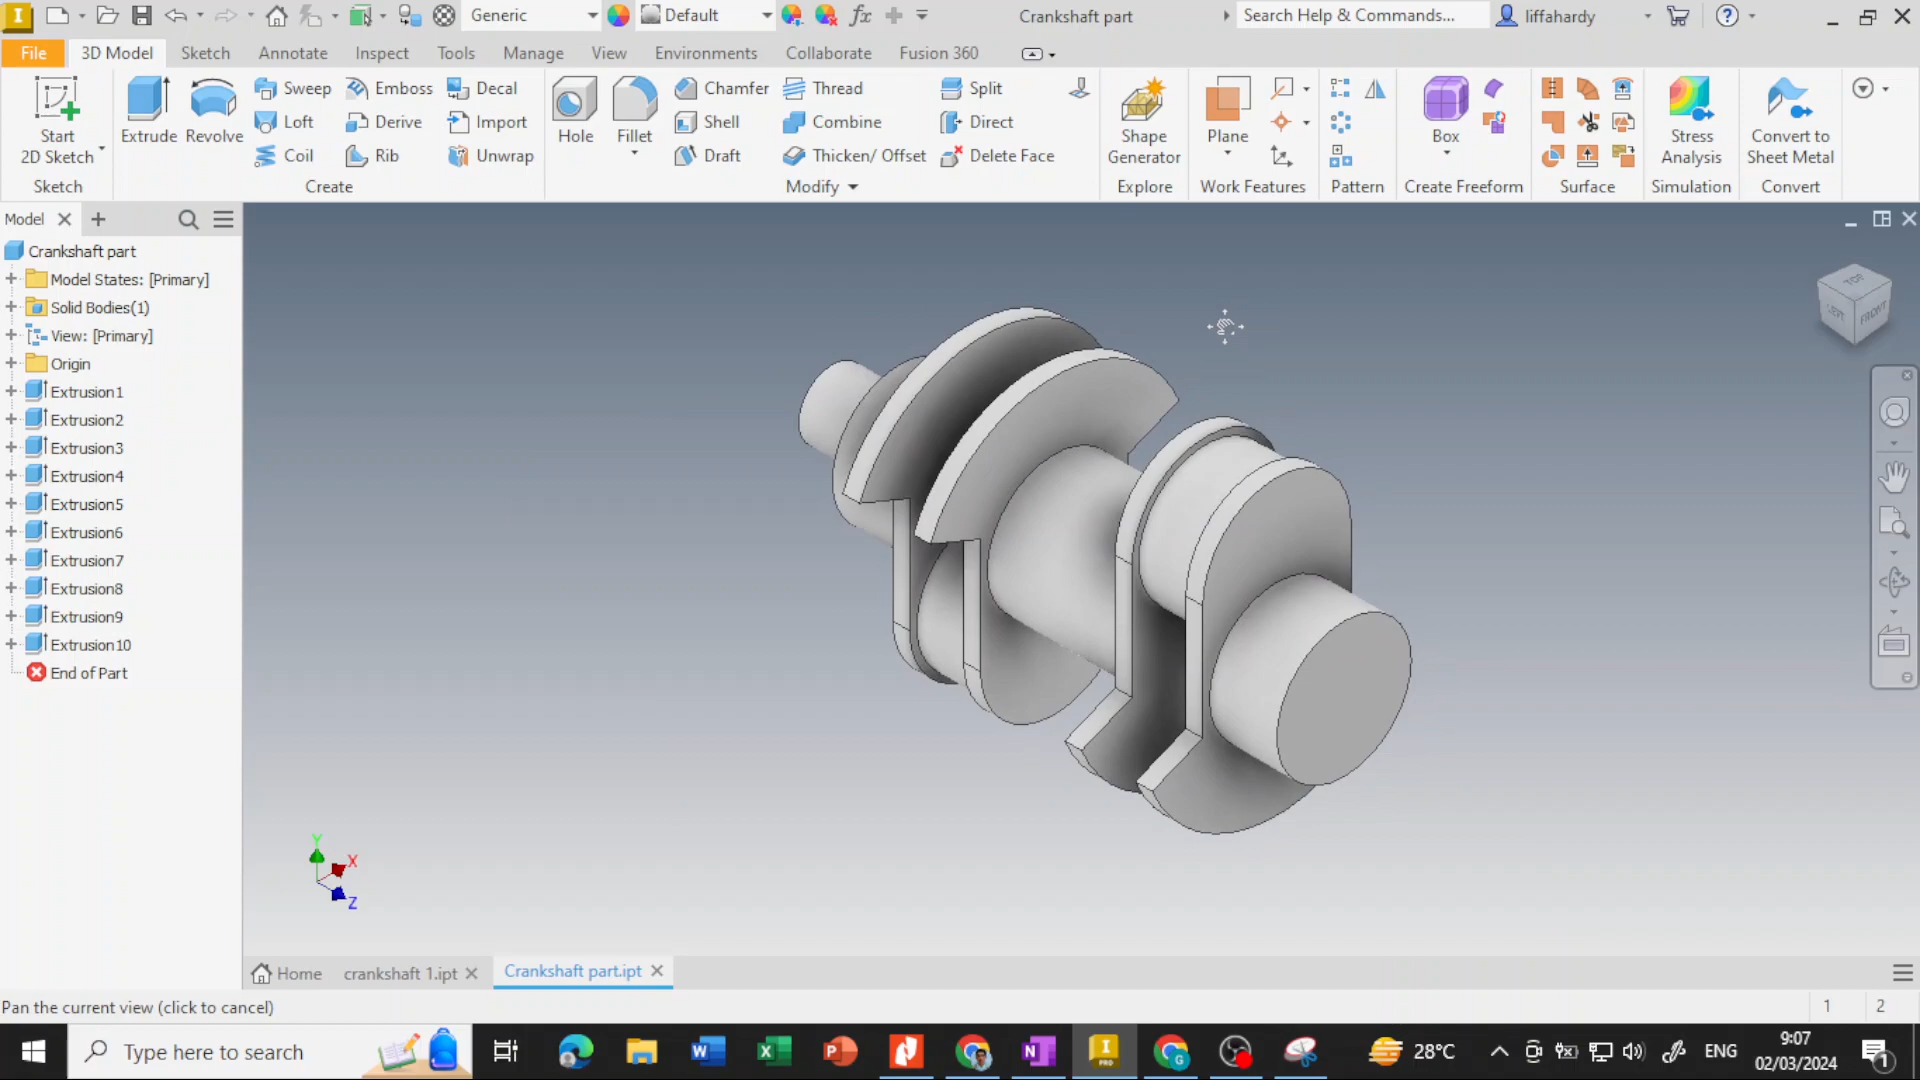 Generic
Default
fx
Crankshaft part
Search Help & Commands...
liffahardy
File
3D Model
Sketch
Annotate
Inspect
Tools
Manage
View
Environments
Collaborate
Fusion 360
Start
2D Sketch
Sketch
Extrude
Revolve
Sweep
Loft
Coil
Emboss
Derive
Rib
Decal
Import
Unwrap
Create
Hole
Fillet
Chamfer
Shell
Draft
Thread
Combine
Thicken/ Offset
Split
Direct
Delete Face
Modify
Shape
Generator
Explore
Plane
Work Features
Pattern
Box
Create Freeform
Surface
Stress
Analysis
Simulation
Convert to
Sheet Metal
Convert
Model
Crankshaft part
Model States: [Primary]
Solid Bodies(1)
View: [Primary]
Origin
Extrusion1
Extrusion2
Extrusion3
Extrusion4
Extrusion5
Extrusion6
Extrusion7
Extrusion8
Extrusion9
Extrusion10
End of Part
TOP
LEFT
FRONT
Y
X
Z
Home
crankshaft 1.ipt
Crankshaft part.ipt
Pan the current view (click to cancel)
1
2
Type here to search
28°C
ENG
9:07
02/03/2024
1